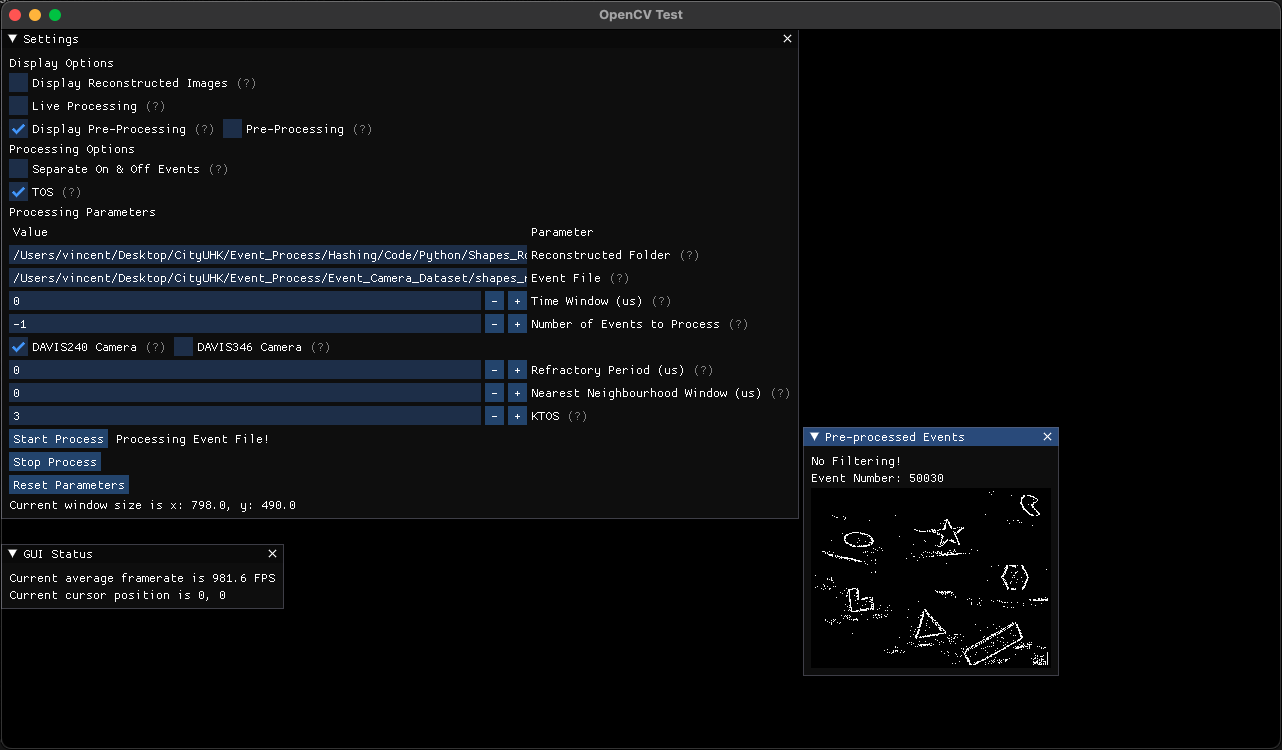 OpenCV Test
Settings
Display Options
Display Reconstructed Images (?)
Live Processing (?)
Display Pre-Processing (?) Pre-Processing (?)
Processing Options
Separate On & Off Events (?)
TOS (?)
Processing Parameters
Value Parameter
/Users/vincent/Desktop/CityUHK/Event_Process/Hashing/Code/Python/Shapes_Ro Reconstructed Folder (?)
/Users/vincent/Desktop/CityUHK/Event_Process/Event_Camera_Dataset/shapes_r Event File (?)
0 - + Time Window (us) (?)
-1 - + Number of Events to Process (?)
DAVIS240 Camera (?) DAVIS346 Camera (?)
0 - + Refractory Period (us) (?)
0 - + Nearest Neighbourhood Window (us) (?)
3 - + KTOS (?)
Start Process Processing Event File!
Stop Process
Reset Parameters
Current window size is x: 798.0, y: 490.0
Pre-processed Events
No Filtering!
Event Number: 50030
GUI Status
Current average framerate is 981.6 FPS
Current cursor position is 0, 0